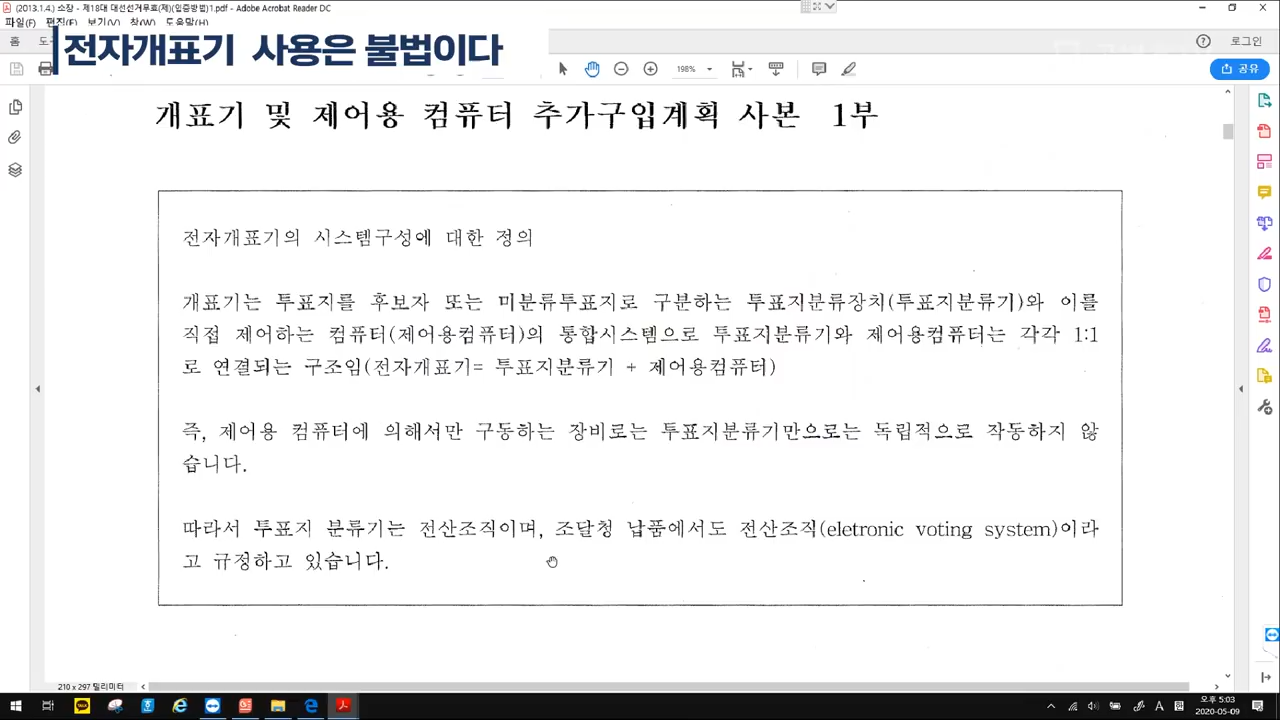 (2013.1.4.) 소장 - 제18대 대선선거무효(제)(입증방법)1.pdf - Adobe Acrobat Reader DC
파일(F) 편집(E) 보기(V) 창(W) 도움말(H)
홈 로그인
전자개표기 사용은 불법이다
198% 공유
개표기 및 제어용 컴퓨터 추가구입계획 사본 1부
전자개표기의 시스템구성에 대한 정의
개표기는 투표지를 후보자 또는 미분류투표지로 구분하는 투표지분류장치(투표지분류기)와 이를
직접 제어하는 컴퓨터(제어용컴퓨터)의 통합시스템으로 투표지분류기와 제어용컴퓨터는 각각 1:1
로 연결되는 구조임(전자개표기= 투표지분류기 + 제어용컴퓨터)
즉, 제어용 컴퓨터에 의해서만 구동하는 장비로는 투표지분류기만으로는 독립적으로 작동하지 않
습니다.
따라서 투표지 분류기는 전산조직이며, 조달청 납품에서도 전산조직(eletronic voting system)이라
고 규정하고 있습니다.
210 x 297 밀리미터
오후 5:03
2020-05-09